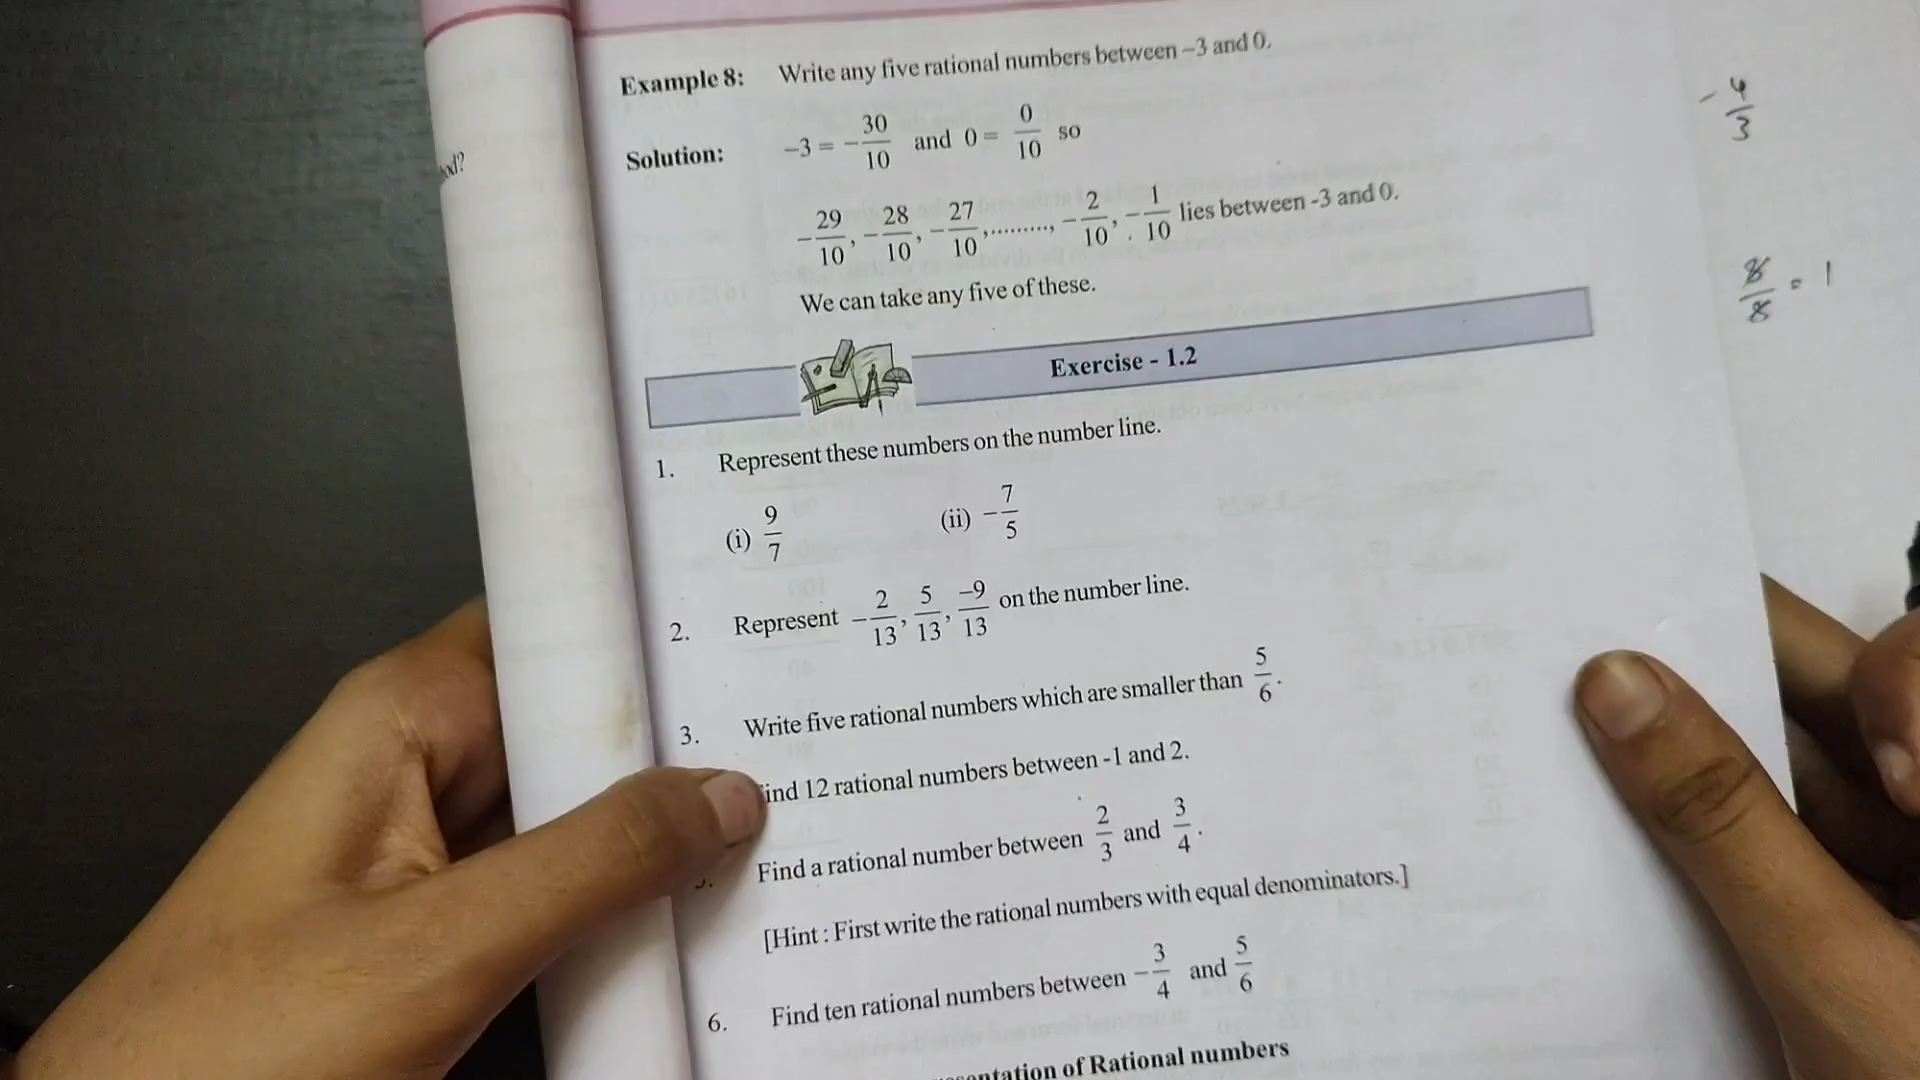 Example 8: Write any five rational numbers between –3 and 0.
Solution: –3 = –30/10 and 0 = 0/10 so
–29/10, –28/10, –27/10, ........., –2/10, –1/10 lies between -3 and 0.
We can take any five of these.
Exercise - 1.2
1. Represent these numbers on the number line.
(i) 9/7 (ii) –7/5
2. Represent –2/13, 5/13, –9/13 on the number line.
3. Write five rational numbers which are smaller than 5/6.
ind 12 rational numbers between -1 and 2.
Find a rational number between 2/3 and 3/4.
[Hint : First write the rational numbers with equal denominators.]
6. Find ten rational numbers between –3/4 and 5/6
of Rational numbers
8/8 = 1